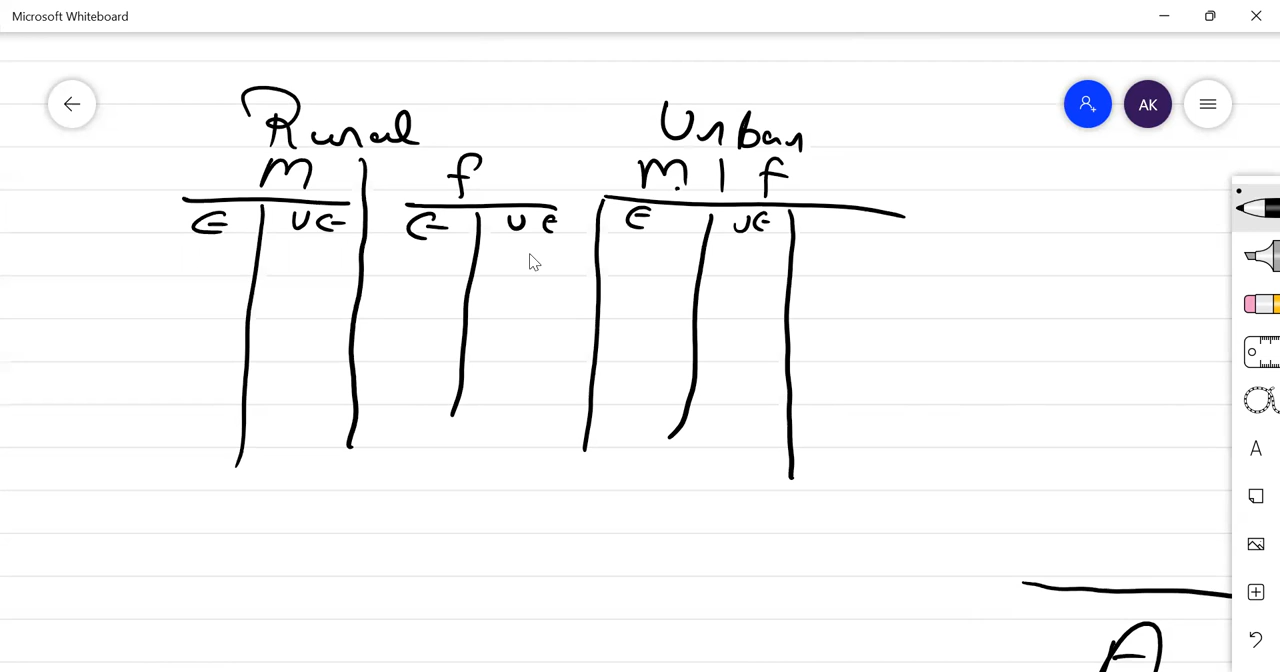 Microsoft Whiteboard
AK
Rural Urban
m f m | f
E UE E UE E UE
A
A